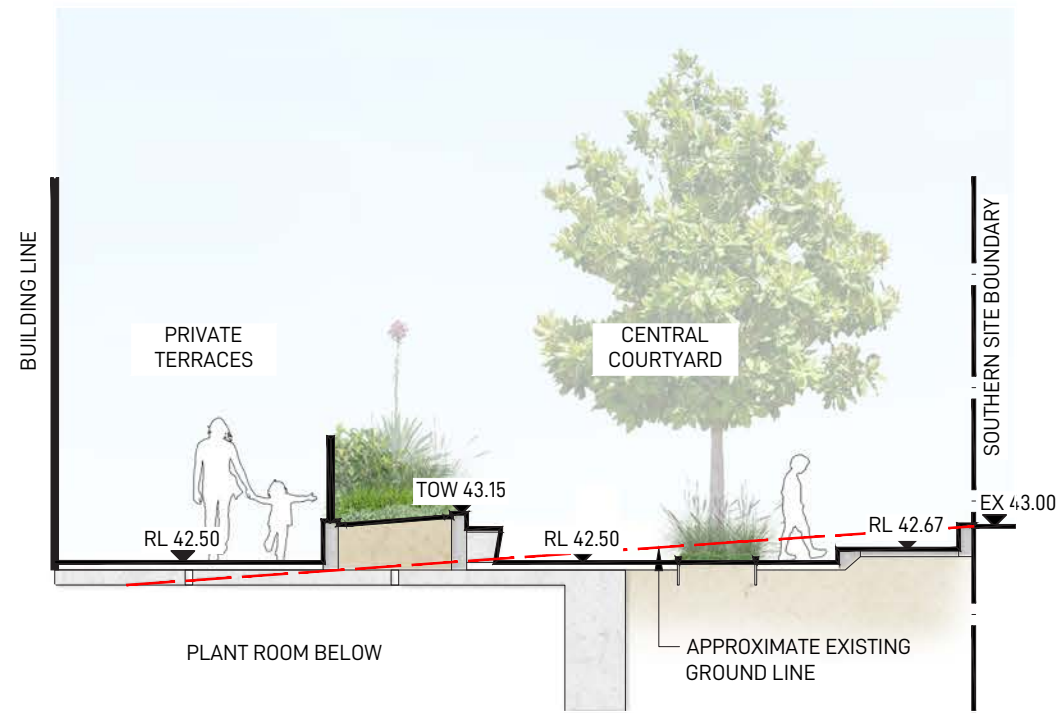 BUILDING LINE
PRIVATE
TERRACES
CENTRAL
COURTYARD
SOUTHERN SITE BOUNDARY
TOW 43.15
EX 43.00
RL 42.50
RL 42.50
RL 42.67
PLANT ROOM BELOW
APPROXIMATE EXISTING
GROUND LINE